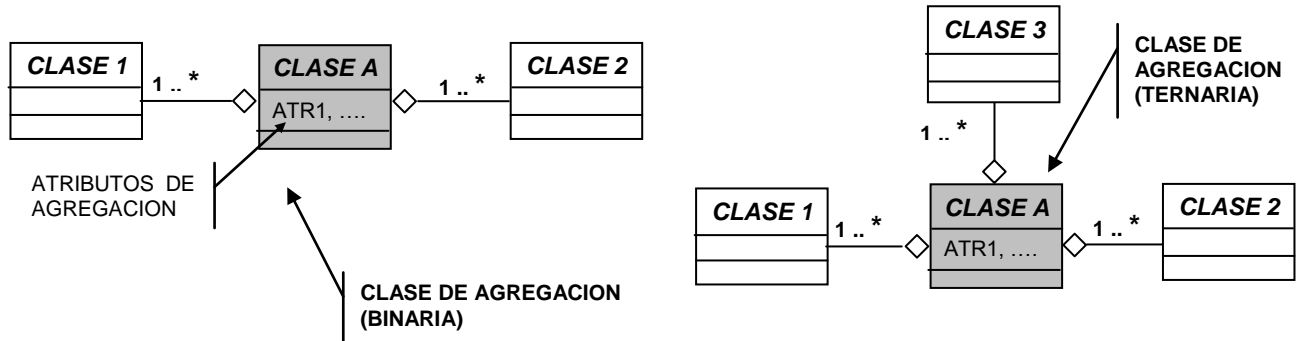 CLASE 1
1 .. *
CLASE A
ATR1, ....
1 .. *
CLASE 2
ATRIBUTOS DE
AGREGACION
CLASE DE AGREGACION
(BINARIA)
CLASE 3
1 .. *
CLASE DE
AGREGACION
(TERNARIA)
CLASE 1
1 .. *
CLASE A
ATR1, ....
1 .. *
CLASE 2